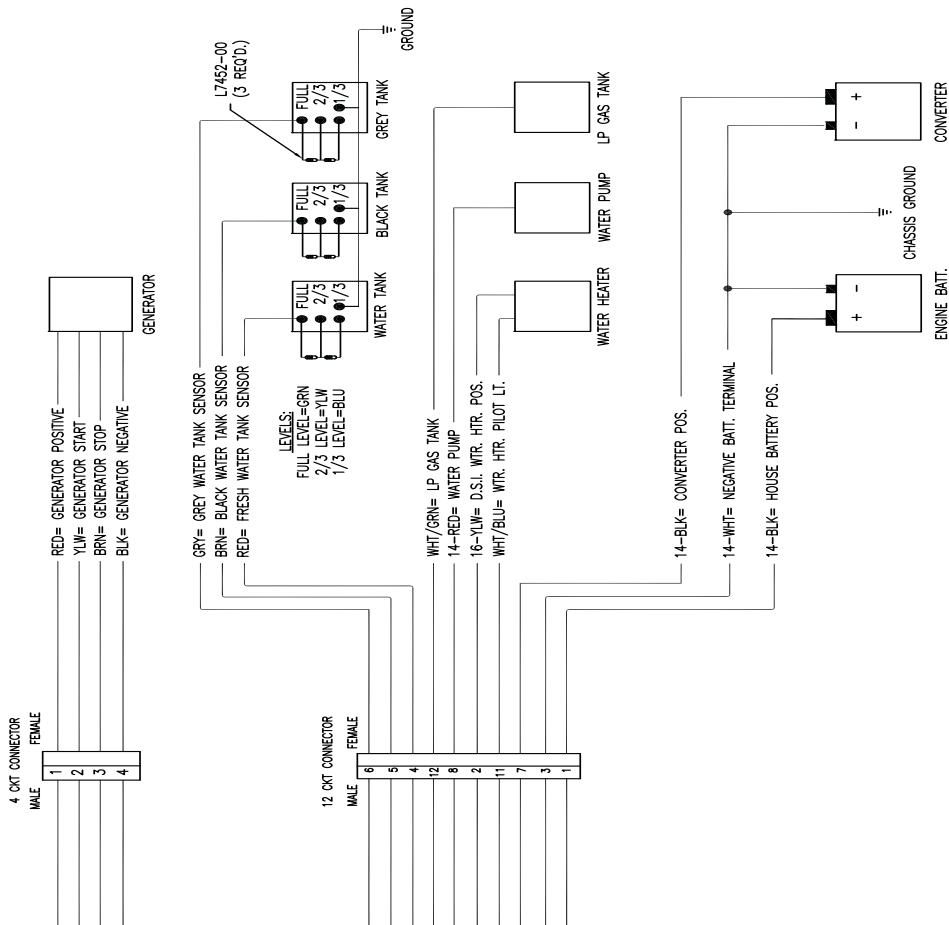 4 CKT CONNECTOR
MALE FEMALE
1
2
3
4
RED= GENERATOR POSITIVE
YLW= GENERATOR START
BRN= GENERATOR STOP
BLK= GENERATOR NEGATIVE
GENERATOR
12 CKT CONNECTOR
MALE FEMALE
6
5
4
12
8
2
11
7
3
1
GRY= GREY WATER TANK SENSOR
BRN= BLACK WATER TANK SENSOR
RED= FRESH WATER TANK SENSOR
LEVELS:
FULL LEVEL=GRN
2/3 LEVEL=YLW
1/3 LEVEL=BLU
FULL
2/3
1/3
WATER TANK
FULL
2/3
1/3
BLACK TANK
FULL
2/3
1/3
GREY TANK
L7452-00
(3 REQ'D.)
GROUND
WHT/GRN= LP GAS TANK
14-RED= WATER PUMP
16-YLW= D.S.I. WTR. HTR. POS.
WHT/BLU= WTR. HTR. PILOT LT.
WATER HEATER
WATER PUMP
LP GAS TANK
14-BLK= CONVERTER POS.
14-WHT= NEGATIVE BATT. TERMINAL
14-BLK= HOUSE BATTERY POS.
+
-
ENGINE BATT.
CHASSIS GROUND
-
+
CONVERTER